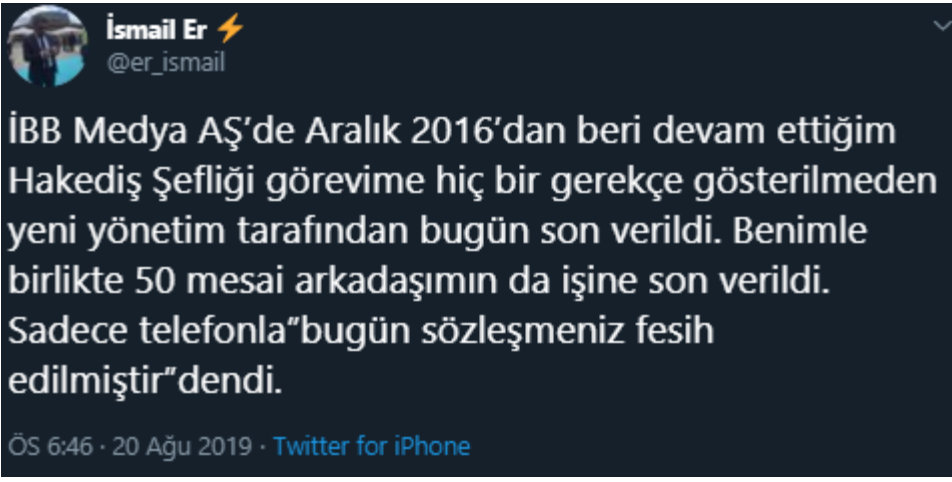 İsmail Er ⚡
@er_ismail
İBB Medya AŞ’de Aralık 2016’dan beri devam ettiğim
Hakediş Şefliği görevime hiç bir gerekçe gösterilmeden
yeni yönetim tarafından bugün son verildi. Benimle
birlikte 50 mesai arkadaşımın da işine son verildi.
Sadece telefonla”bugün sözleşmeniz fesih
edilmiştir”dendi.
ÖS 6:46 · 20 Ağu 2019 · Twitter for iPhone